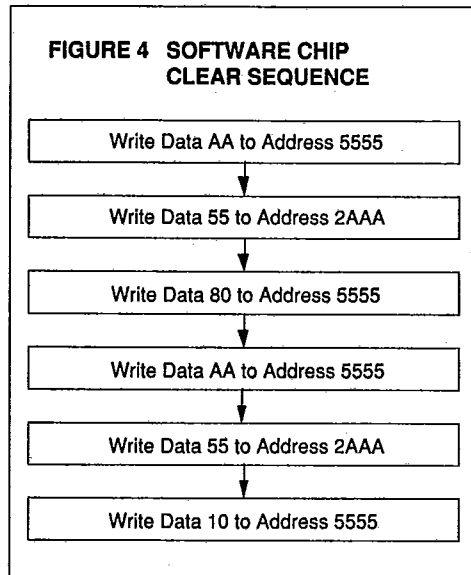 FIGURE 4 SOFTWARE CHIP
CLEAR SEQUENCE
Write Data AA to Address 5555
Write Data 55 to Address 2AAA
Write Data 80 to Address 5555
Write Data AA to Address 5555
Write Data 55 to Address 2AAA
Write Data 10 to Address 5555